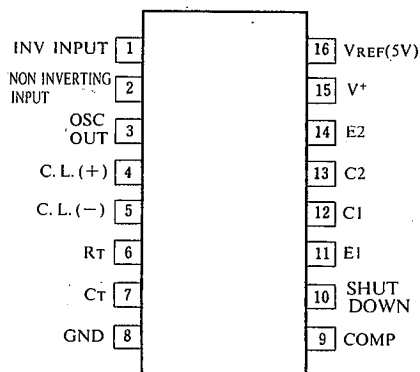 INV INPUT 1
NON INVERTING
INPUT 2
OSC
OUT 3
C. L. (+) 4
C. L. (−) 5
RT 6
CT 7
GND 8
16 VREF(5V)
15 V+
14 E2
13 C2
12 C1
11 E1
10 SHUT
DOWN
9 COMP